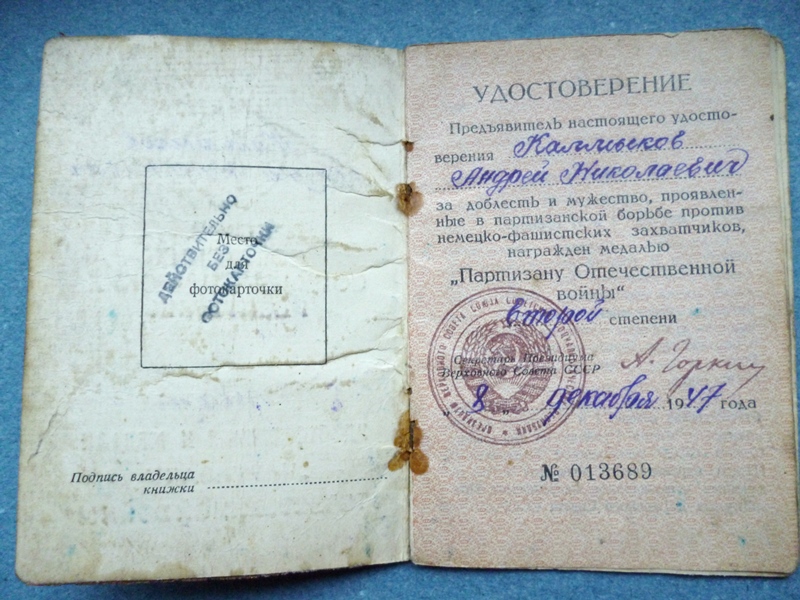 ДЕЙСТВИТЕЛЬНО
БЕЗ
ФОТОКАРТОЧКИ
Место
для
фотокарточки
Подпись владельца
книжки
УДОСТОВЕРЕНИЕ
Предъявитель настоящего удосто-
верения Калмыков
Андрей Николаевич
за доблесть и мужество, проявлен-
ные в партизанской борьбе против
немецко-фашистских захватчиков,
награжден медалью
„Партизану Отечественной
войны“
второй степени
Секретарь Президиума
Верховного Совета СССР
А. Горкин
„8“ декабря 1947 года
№ 013689